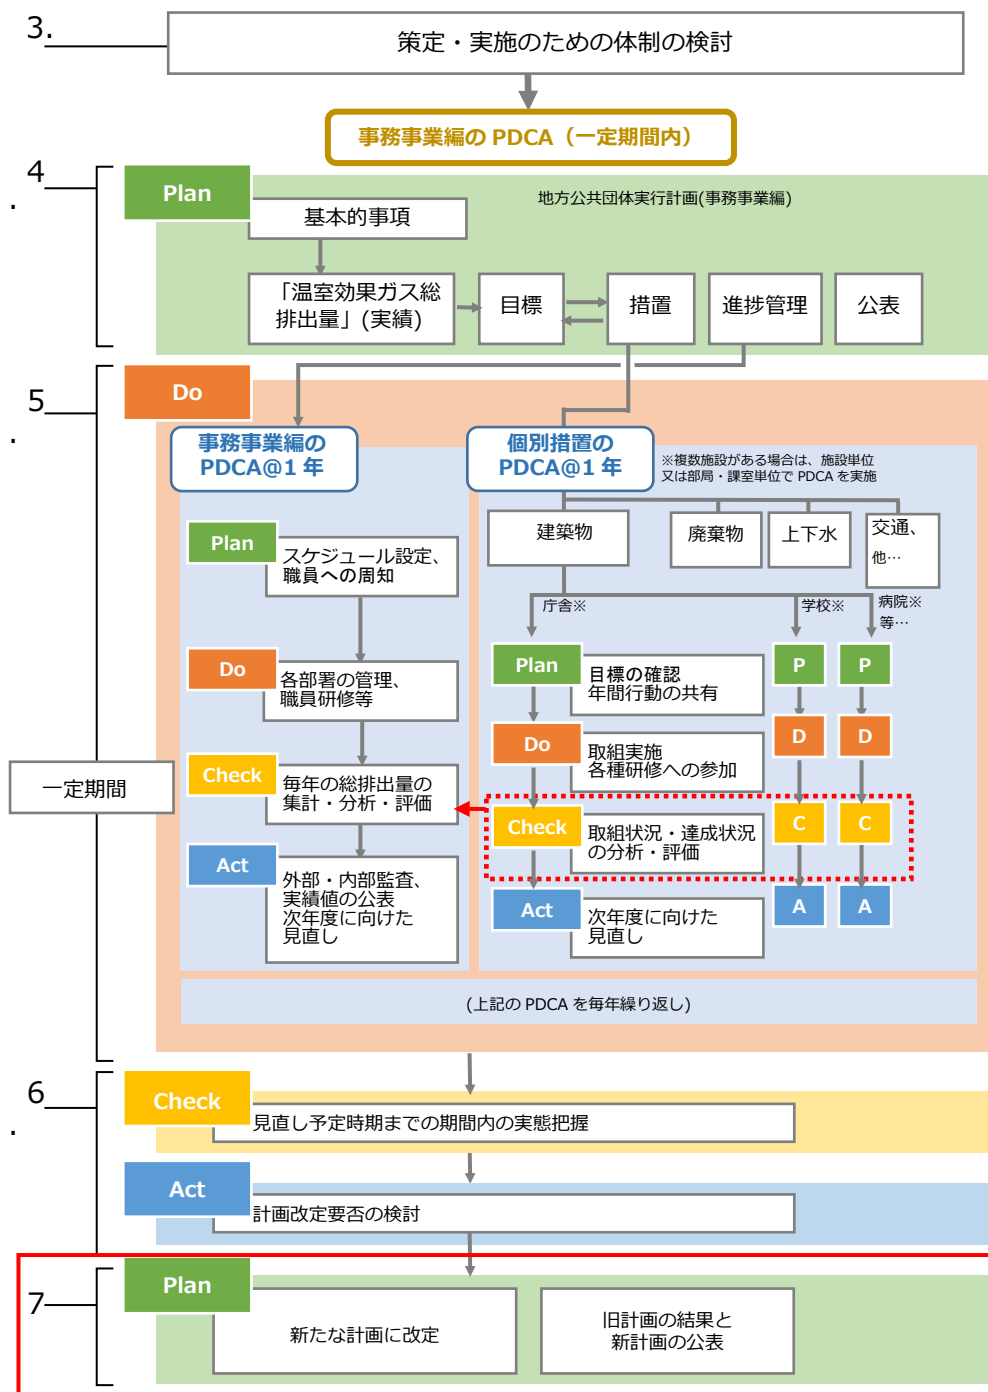 3.
策定・実施のための体制の検討
事務事業編の PDCA（一定期間内）
4
.
Plan
地方公共団体実行計画(事務事業編)
基本的事項
「温室効果ガス総
排出量」(実績)
目標
措置
進捗管理
公表
5
.
Do
事務事業編の
PDCA@1 年
個別措置の
PDCA@1 年
※複数施設がある場合は、施設単位
又は部局・課室単位で PDCA を実施
Plan
スケジュール設定、
職員への周知
Do
各部署の管理、
職員研修等
Check
毎年の総排出量の
集計・分析・評価
Act
外部・内部監査、
実績値の公表
次年度に向けた
見直し
建築物
廃棄物
上下水
交通、
他…
庁舎※
学校※
病院※
等…
Plan
目標の確認
年間行動の共有
Do
取組実施
各種研修への参加
Check
取組状況・達成状況
の分析・評価
Act
次年度に向けた
見直し
P
P
D
D
C
C
A
A
一定期間
(上記の PDCA を毎年繰り返し)
6
.
Check
見直し予定時期までの期間内の実態把握
Act
計画改定要否の検討
7
Plan
新たな計画に改定
旧計画の結果と
新計画の公表